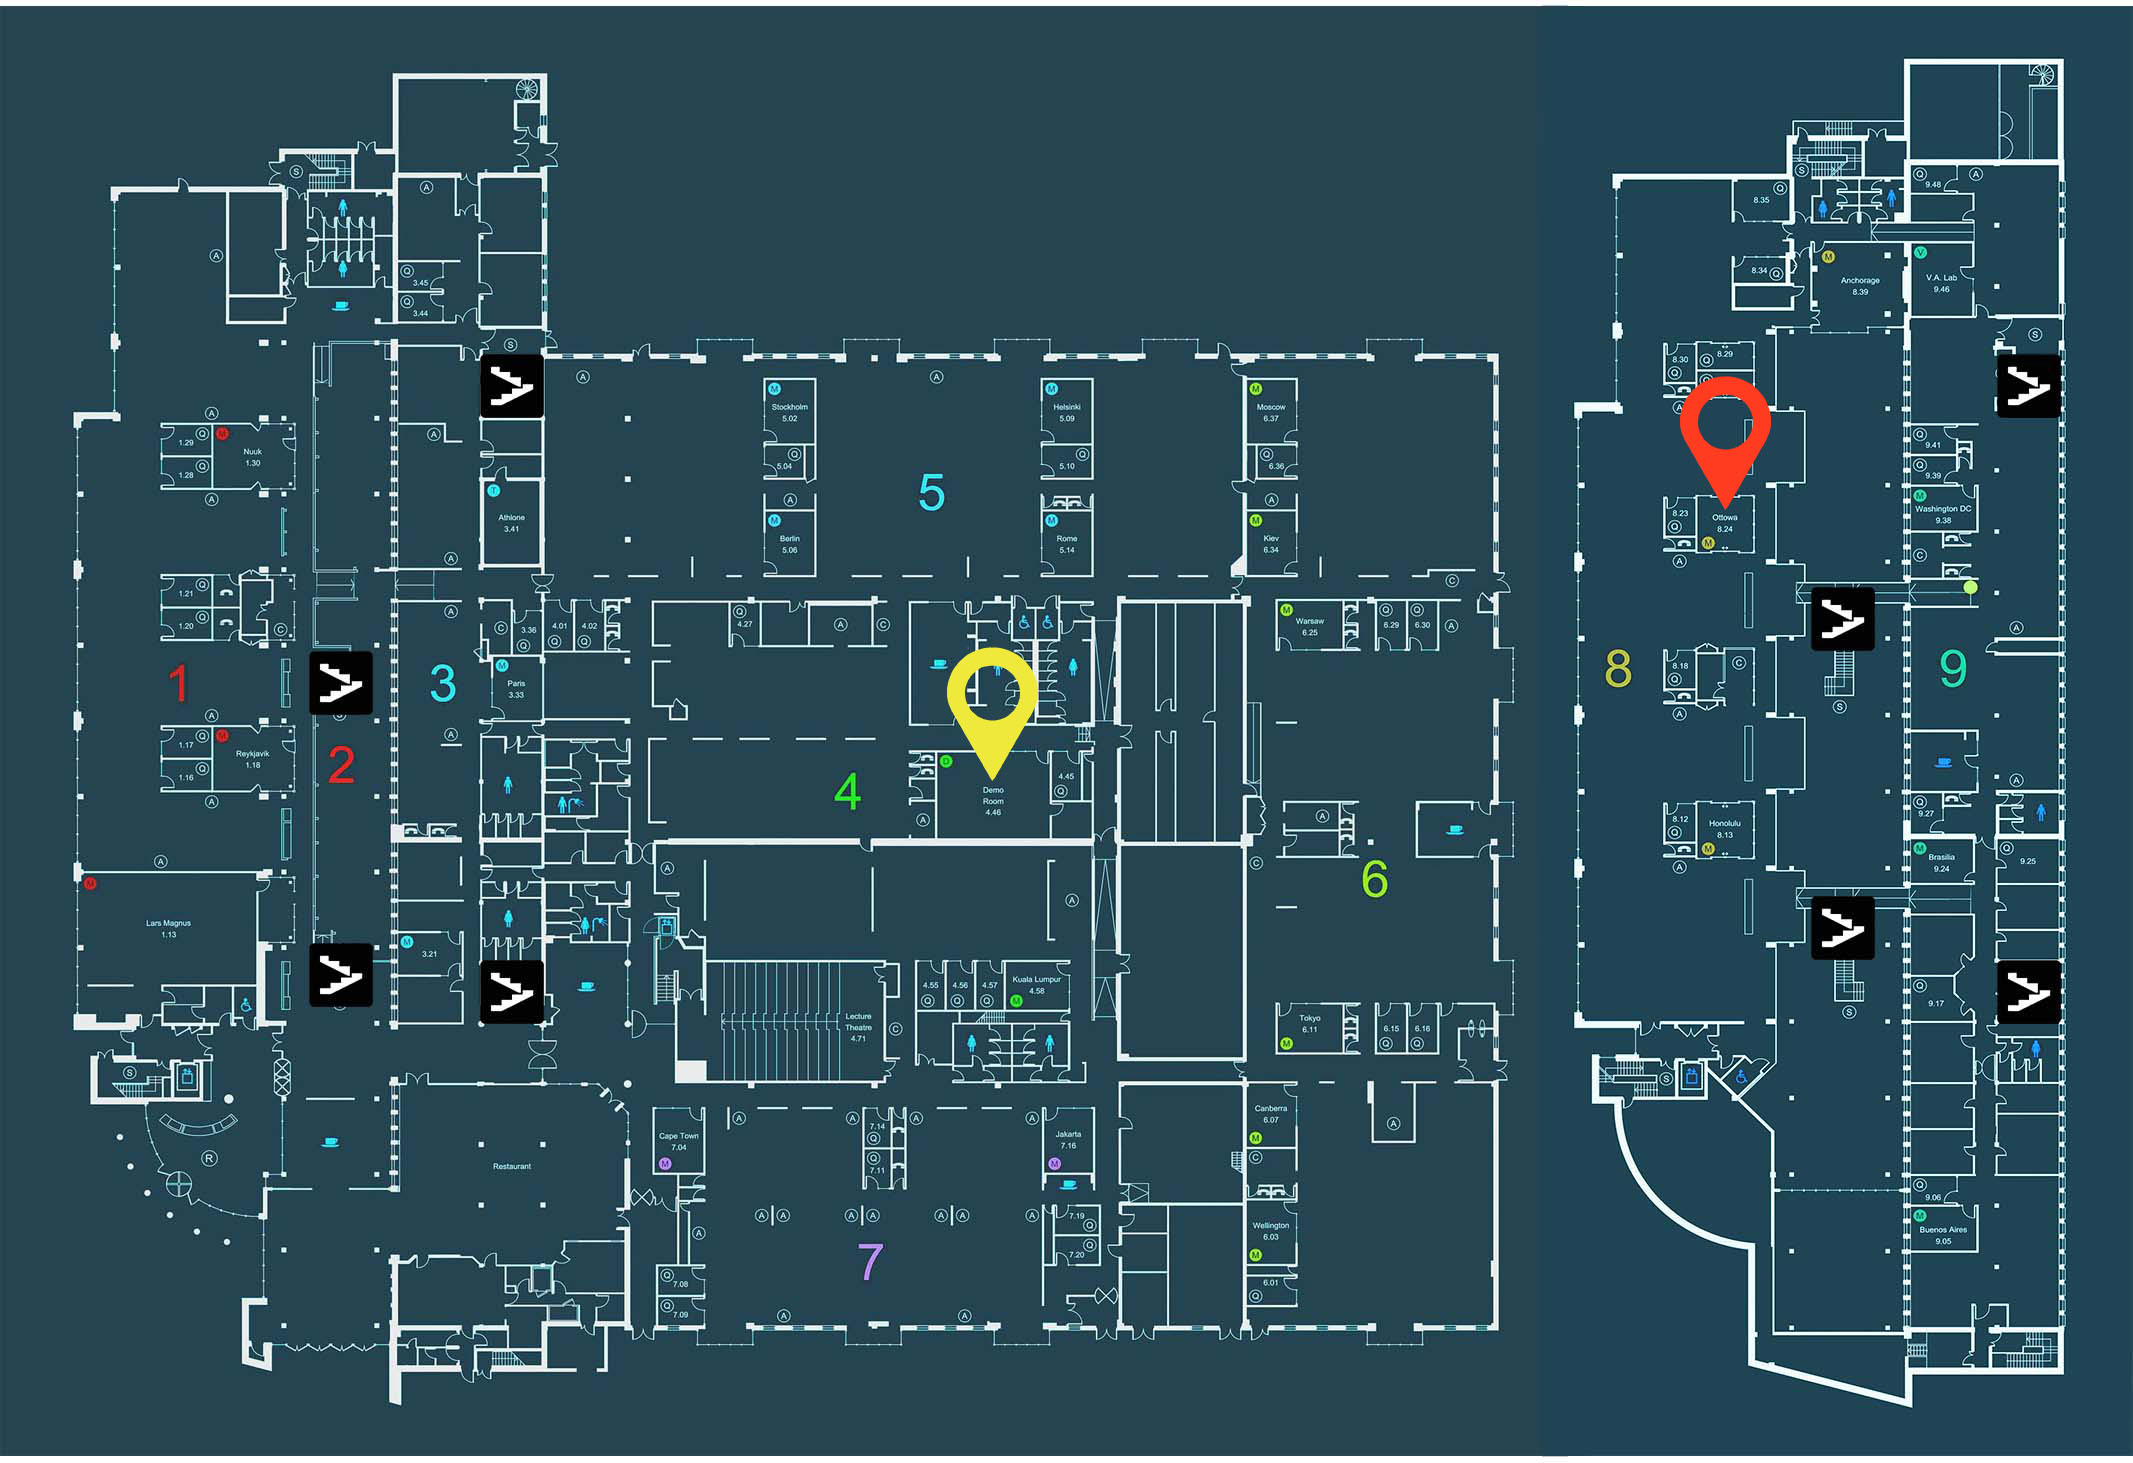 S
A
A
Q
3.45
Q
3.44
S
A
A
1.29
Q
M
Nuuk
1.30
1.28
Q
A
A
T
Athlone
3.41
A
1.21
Q
1.20
Q
C
A
C
3.36
Q
4.01
Q
4.02
Q
1
2
3
M
Paris
3.33
A
A
1.17
Q
M
Reykjavik
1.18
1.16
Q
A
A
M
Lars Magnus
1.13
M
3.21
S
R
Restaurant
A
A
M
Stockholm
5.02
Q
5.04
A
M
Berlin
5.06
5
M
Helsinki
5.09
Q
5.10
M
Rome
5.14
M
Moscow
6.37
Q
6.36
A
M
Kiev
6.34
C
Q
4.27
A
C
4
D
Demo
Room
4.46
4.45
Q
A
M
Warsaw
6.25
Q
6.29
Q
6.30
A
A
C
6
A
A
4.55
Q
4.56
Q
4.57
Q
Kuala Lumpur
4.58
M
Lecture
Theatre
4.71
C
Tokyo
6.11
M
6.15
Q
6.16
Q
Cape Town
7.04
M
A
A
7.14
Q
Q
7.11
A
A
Jakarta
7.16
M
A
A
A
A
A
A
A
A
7
7.19
Q
Q
7.20
Q
7.08
Q
7.09
A
A
Canberra
6.07
M
C
Wellington
6.03
M
6.01
Q
A
S
Q
8.35
8.34
Q
M
Anchorage
8.39
Q
9.48
A
V
V.A. Lab
9.46
S
8.30
Q
8.29
Q
A
8.23
Q
Ottowa
8.24
M
A
Q
9.41
Q
9.39
M
Washington DC
9.38
C
A
8
8.18
Q
C
A
9
S
A
8.12
Q
Honolulu
8.13
M
A
Q
9.27
M
Brasilia
9.24
Q
9.25
Q
9.17
S
S
Q
9.06
M
Buenos Aires
9.05